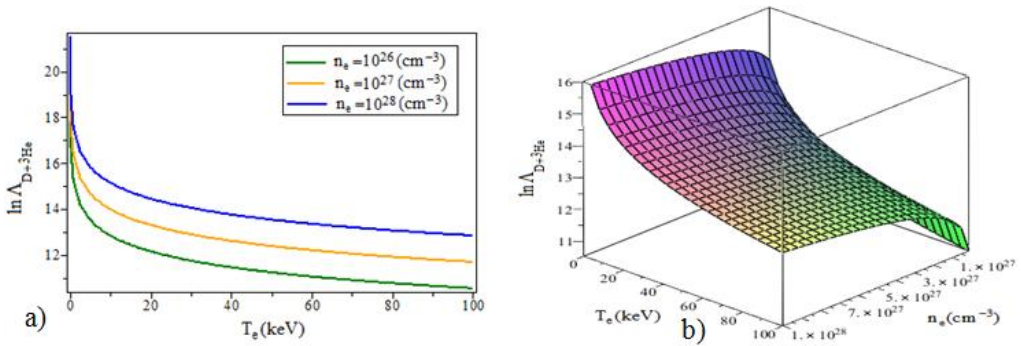 20
18
16
14
12
ln Λ_{D+3He}
n_e=10^{26}(cm^{-3})
n_e=10^{27}(cm^{-3})
n_e=10^{28}(cm^{-3})
0 20 40 60 80 100
T_e(keV)
a)
16
15
14
13
12
11
ln Λ_{D+3He}
0
20
40
60
80
100
T_e(keV)
1.×10^{27}
3.×10^{27}
5.×10^{27}
7.×10^{27}
1.×10^{28}
n_e(cm^{-3})
b)